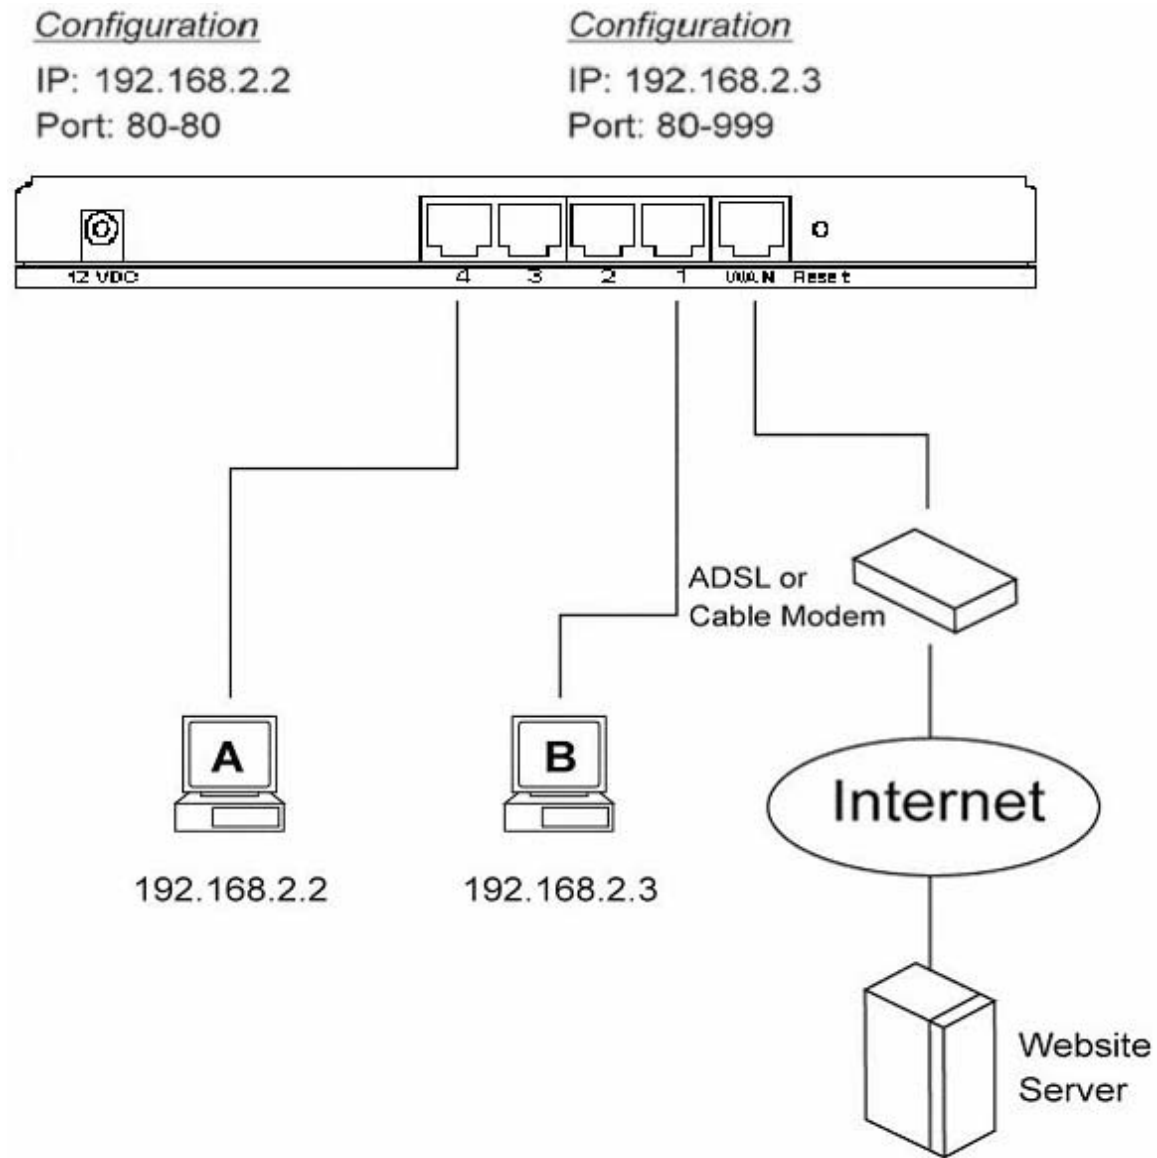 Configuration
IP: 192.168.2.2
Port: 80-80
Configuration
IP: 192.168.2.3
Port: 80-999
12 VDC
4
3
2
1
WAN
Reset
ADSL or
Cable Modem
A
B
192.168.2.2
192.168.2.3
Internet
Website
Server